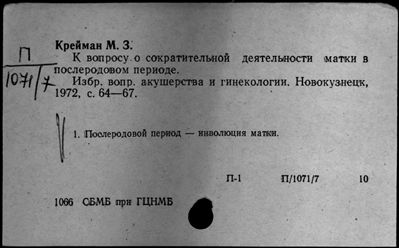 Крейман М. З.
К вопросу о сократительной деятельности матки в
послеродовом периоде.
Избр. вопр. акушерства и гинекологии. Новокузнецк,
1972, с. 64—67.
П
1071/7
1. Послеродовой период — инволюция матки.
П-1 П/1071/7 10
1066 ОБМБ при ГЦНМБ